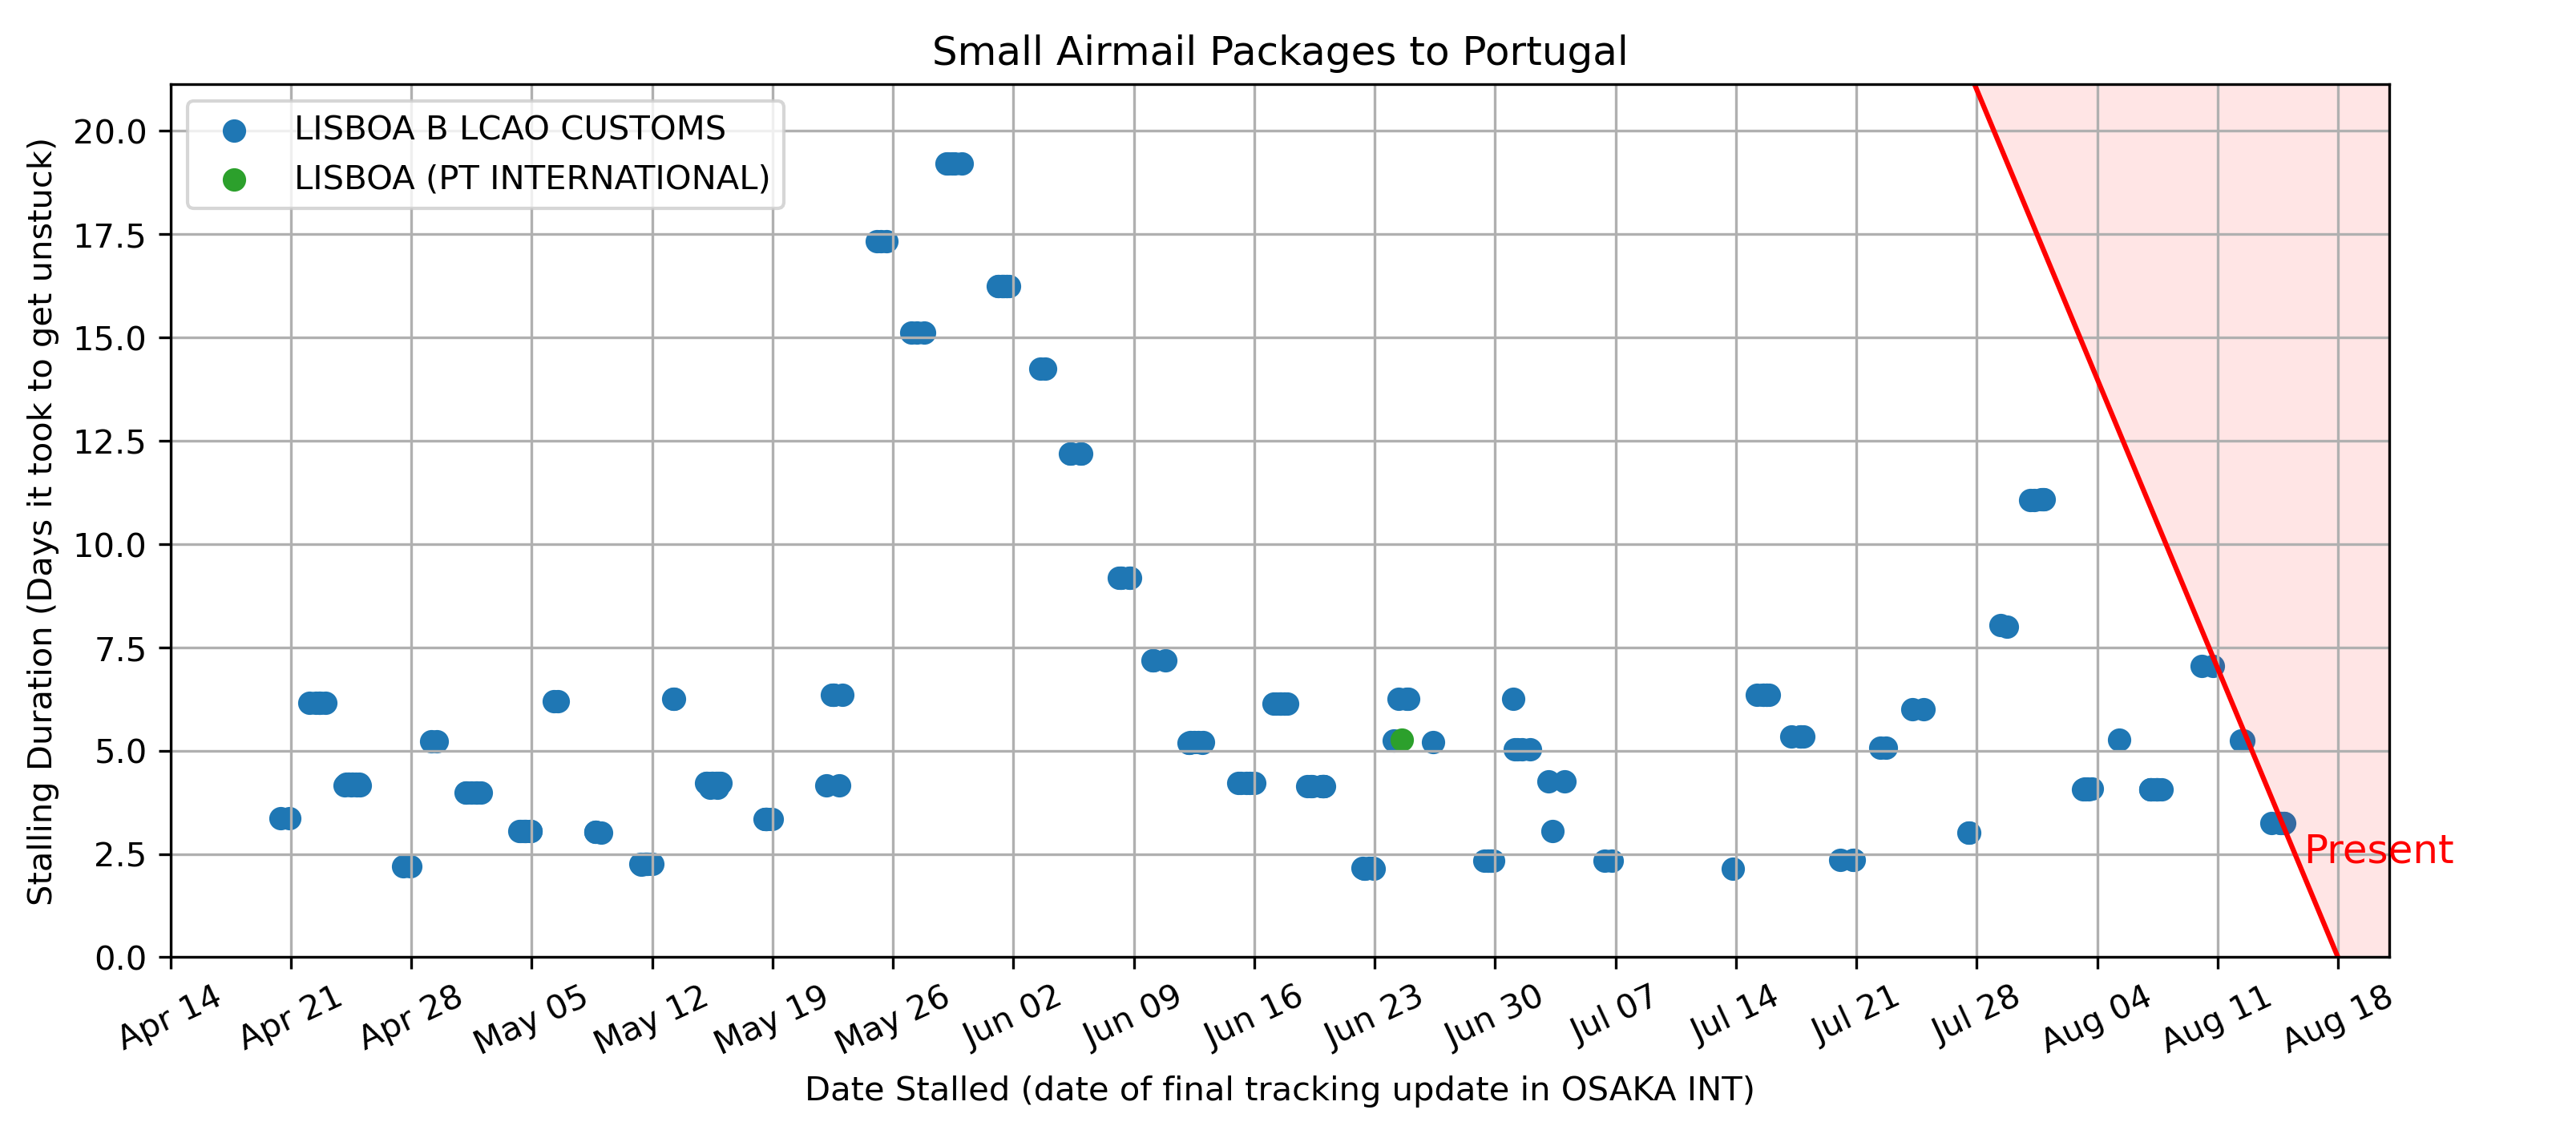 Small Airmail Packages to Portugal
LISBOA B LCAO CUSTOMS
LISBOA (PT INTERNATIONAL)
Stalling Duration (Days it took to get unstuck)
20.0
17.5
15.0
12.5
10.0
7.5
5.0
2.5
0.0
Present
Apr 14
Apr 21
Apr 28
May 05
May 12
May 19
May 26
Jun 02
Jun 09
Jun 16
Jun 23
Jun 30
Jul 07
Jul 14
Jul 21
Jul 28
Aug 04
Aug 11
Aug 18
Date Stalled (date of final tracking update in OSAKA INT)